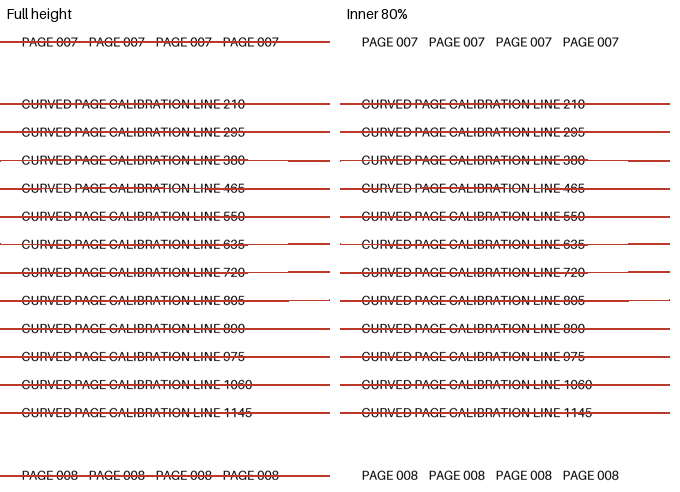 Full height
PAGE 007 PAGE 007 PAGE 007 PAGE 007
CURVED PAGE CALIBRATION LINE 210
CURVED PAGE CALIBRATION LINE 295
CURVED PAGE CALIBRATION LINE 380
CURVED PAGE CALIBRATION LINE 465
CURVED PAGE CALIBRATION LINE 550
CURVED PAGE CALIBRATION LINE 635
CURVED PAGE CALIBRATION LINE 720
CURVED PAGE CALIBRATION LINE 805
CURVED PAGE CALIBRATION LINE 890
CURVED PAGE CALIBRATION LINE 975
CURVED PAGE CALIBRATION LINE 1060
CURVED PAGE CALIBRATION LINE 1145
PAGE 008 PAGE 008 PAGE 008 PAGE 008
Inner 80%
PAGE 007 PAGE 007 PAGE 007 PAGE 007
CURVED PAGE CALIBRATION LINE 210
CURVED PAGE CALIBRATION LINE 295
CURVED PAGE CALIBRATION LINE 380
CURVED PAGE CALIBRATION LINE 465
CURVED PAGE CALIBRATION LINE 550
CURVED PAGE CALIBRATION LINE 635
CURVED PAGE CALIBRATION LINE 720
CURVED PAGE CALIBRATION LINE 805
CURVED PAGE CALIBRATION LINE 890
CURVED PAGE CALIBRATION LINE 975
CURVED PAGE CALIBRATION LINE 1060
CURVED PAGE CALIBRATION LINE 1145
PAGE 008 PAGE 008 PAGE 008 PAGE 008